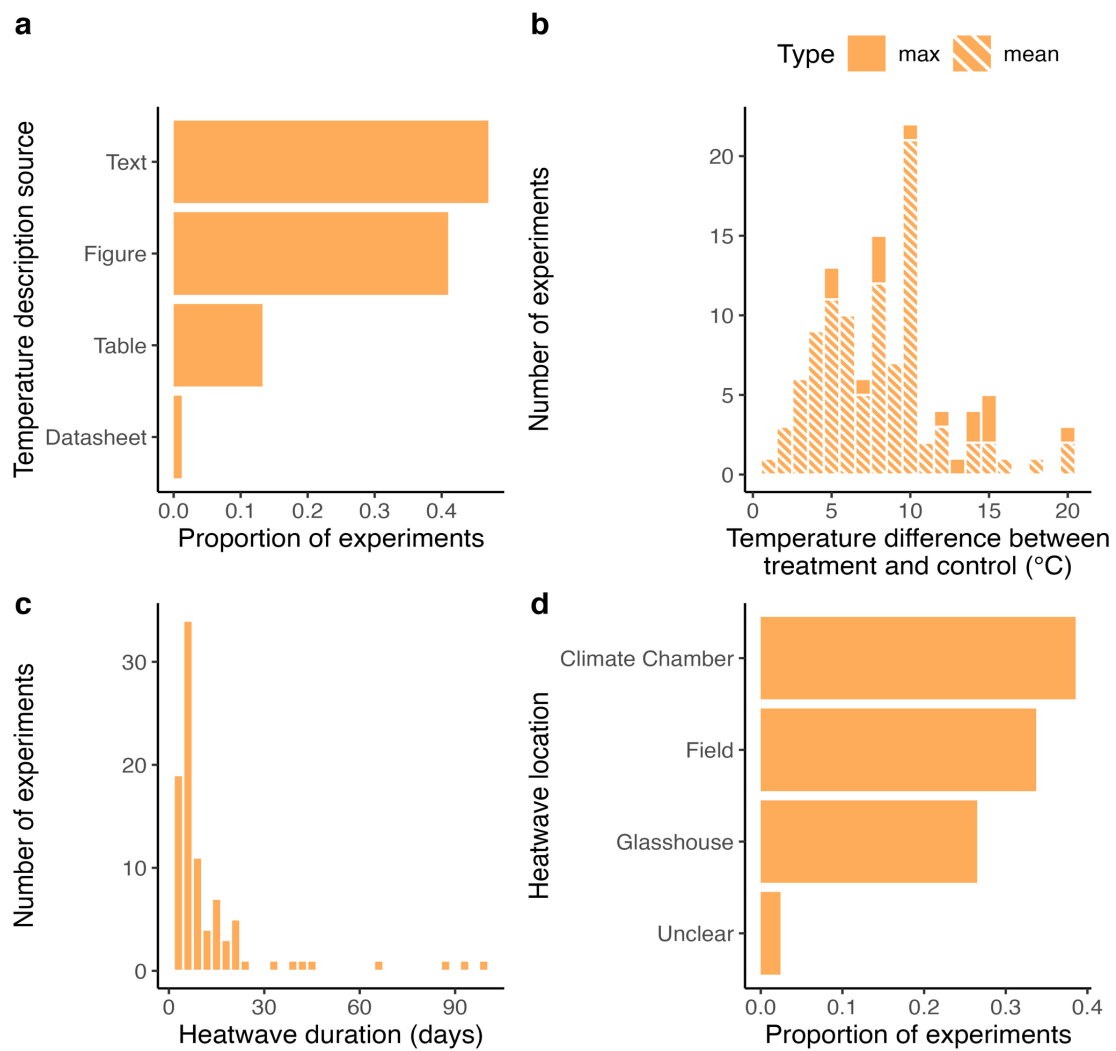 a
Temperature description source
Text
Figure
Table
Datasheet
0.0 0.1 0.2 0.3 0.4
Proportion of experiments
b
Type max mean
Number of experiments
20
15
10
5
0
0 5 10 15 20
Temperature difference between
treatment and control (°C)
c
Number of experiments
30
20
10
0
0 30 60 90
Heatwave duration (days)
d
Heatwave location
Climate Chamber
Field
Glasshouse
Unclear
0.0 0.1 0.2 0.3 0.4
Proportion of experiments